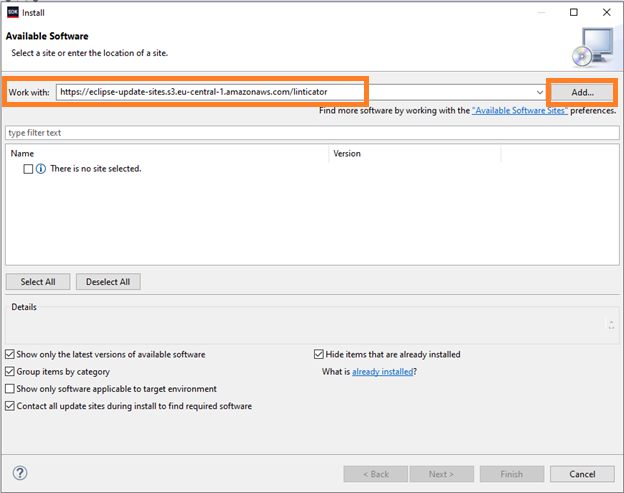 SDK Install
Available Software
Select a site or enter the location of a site.
Work with: https://eclipse-update-sites.s3.eu-central-1.amazonaws.com/linticator Add...
Find more software by working with the "Available Software Sites" preferences.
type filter text
Name Version
There is no site selected.
Select All Deselect All
Details
Show only the latest versions of available software Hide items that are already installed
Group items by category What is already installed?
Show only software applicable to target environment
Contact all update sites during install to find required software
? < Back Next > Finish Cancel